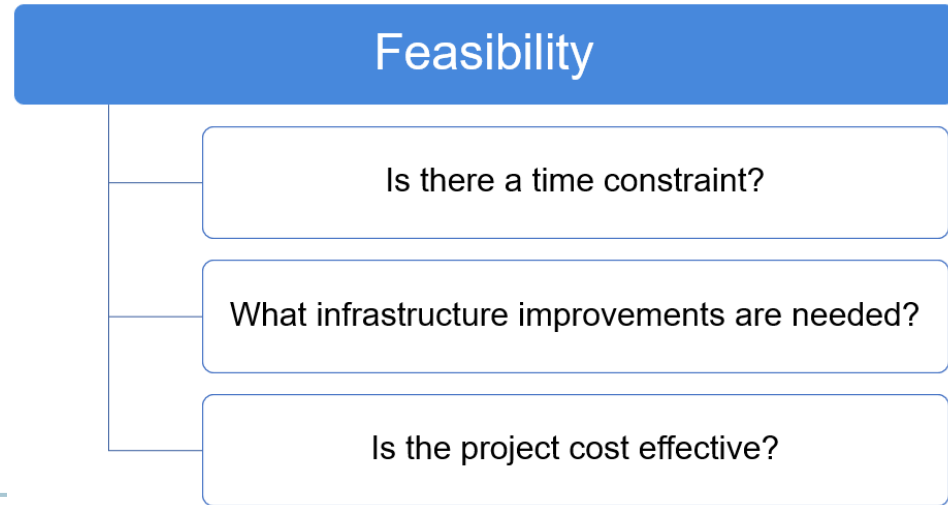 Feasibility
Is there a time constraint?
What infrastructure improvements are needed?
Is the project cost effective?